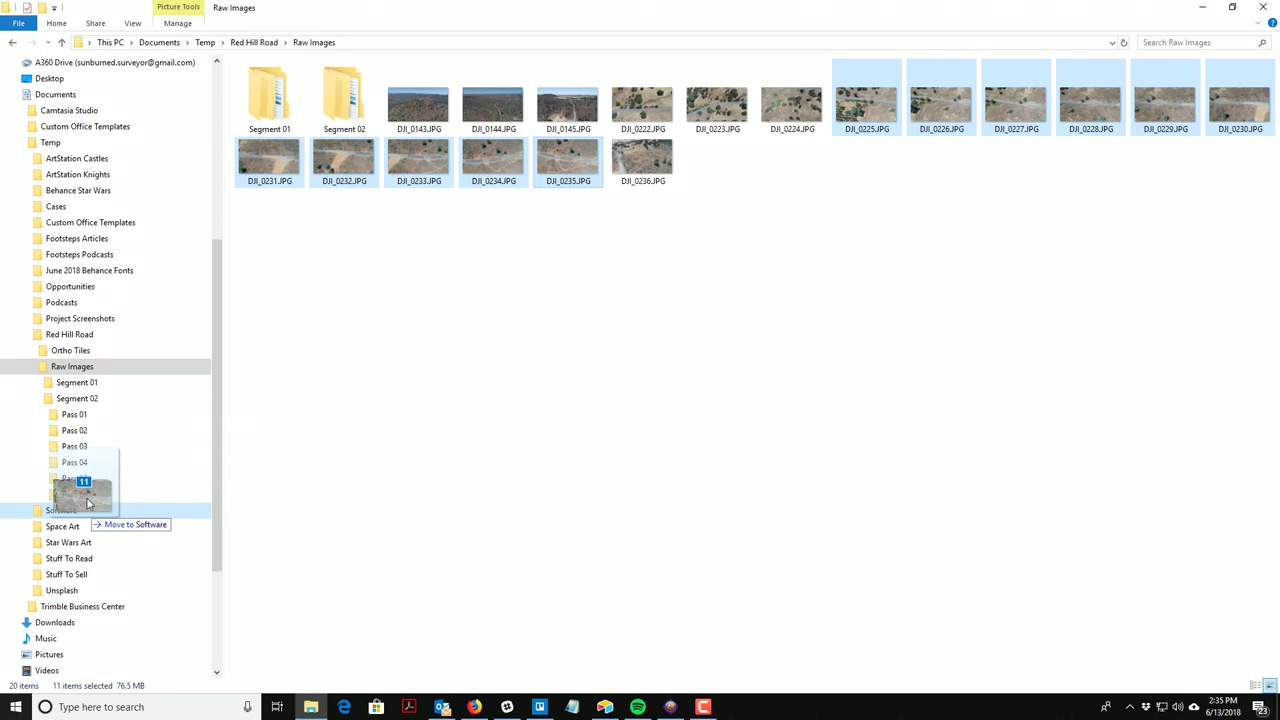 Picture Tools
Raw Images
File
Home
Share
View
Manage
This PC
Documents
Temp
Red Hill Road
Raw Images
Search Raw Images
A360 Drive (sunburned.surveyor@gmail.com)
Desktop
Documents
Camtasia Studio
Custom Office Templates
Temp
ArtStation Castles
ArtStation Knights
Behance Star Wars
Cases
Custom Office Templates
Footsteps Articles
Footsteps Podcasts
June 2018 Behance Fonts
Opportunities
Podcasts
Project Screenshots
Red Hill Road
Ortho Tiles
Raw Images
Segment 01
Segment 02
Pass 01
Pass 02
Pass 03
Pass 04
11
Move to Software
Space Art
Star Wars Art
Stuff To Read
Stuff To Sell
Unsplash
Trimble Business Center
Downloads
Music
Pictures
Videos
Segment 01
Segment 02
DJI_0143.JPG
DJI_0144.JPG
DJI_0145.JPG
DJI_0222.JPG
DJI_0223.JPG
DJI_0224.JPG
DJI_0225.JPG
DJI_0226.JPG
DJI_0227.JPG
DJI_0228.JPG
DJI_0229.JPG
DJI_0230.JPG
DJI_0231.JPG
DJI_0232.JPG
DJI_0233.JPG
DJI_0234.JPG
DJI_0235.JPG
DJI_0236.JPG
20 items
11 items selected 76.5 MB
Type here to search
2:35 PM
6/13/2018
23